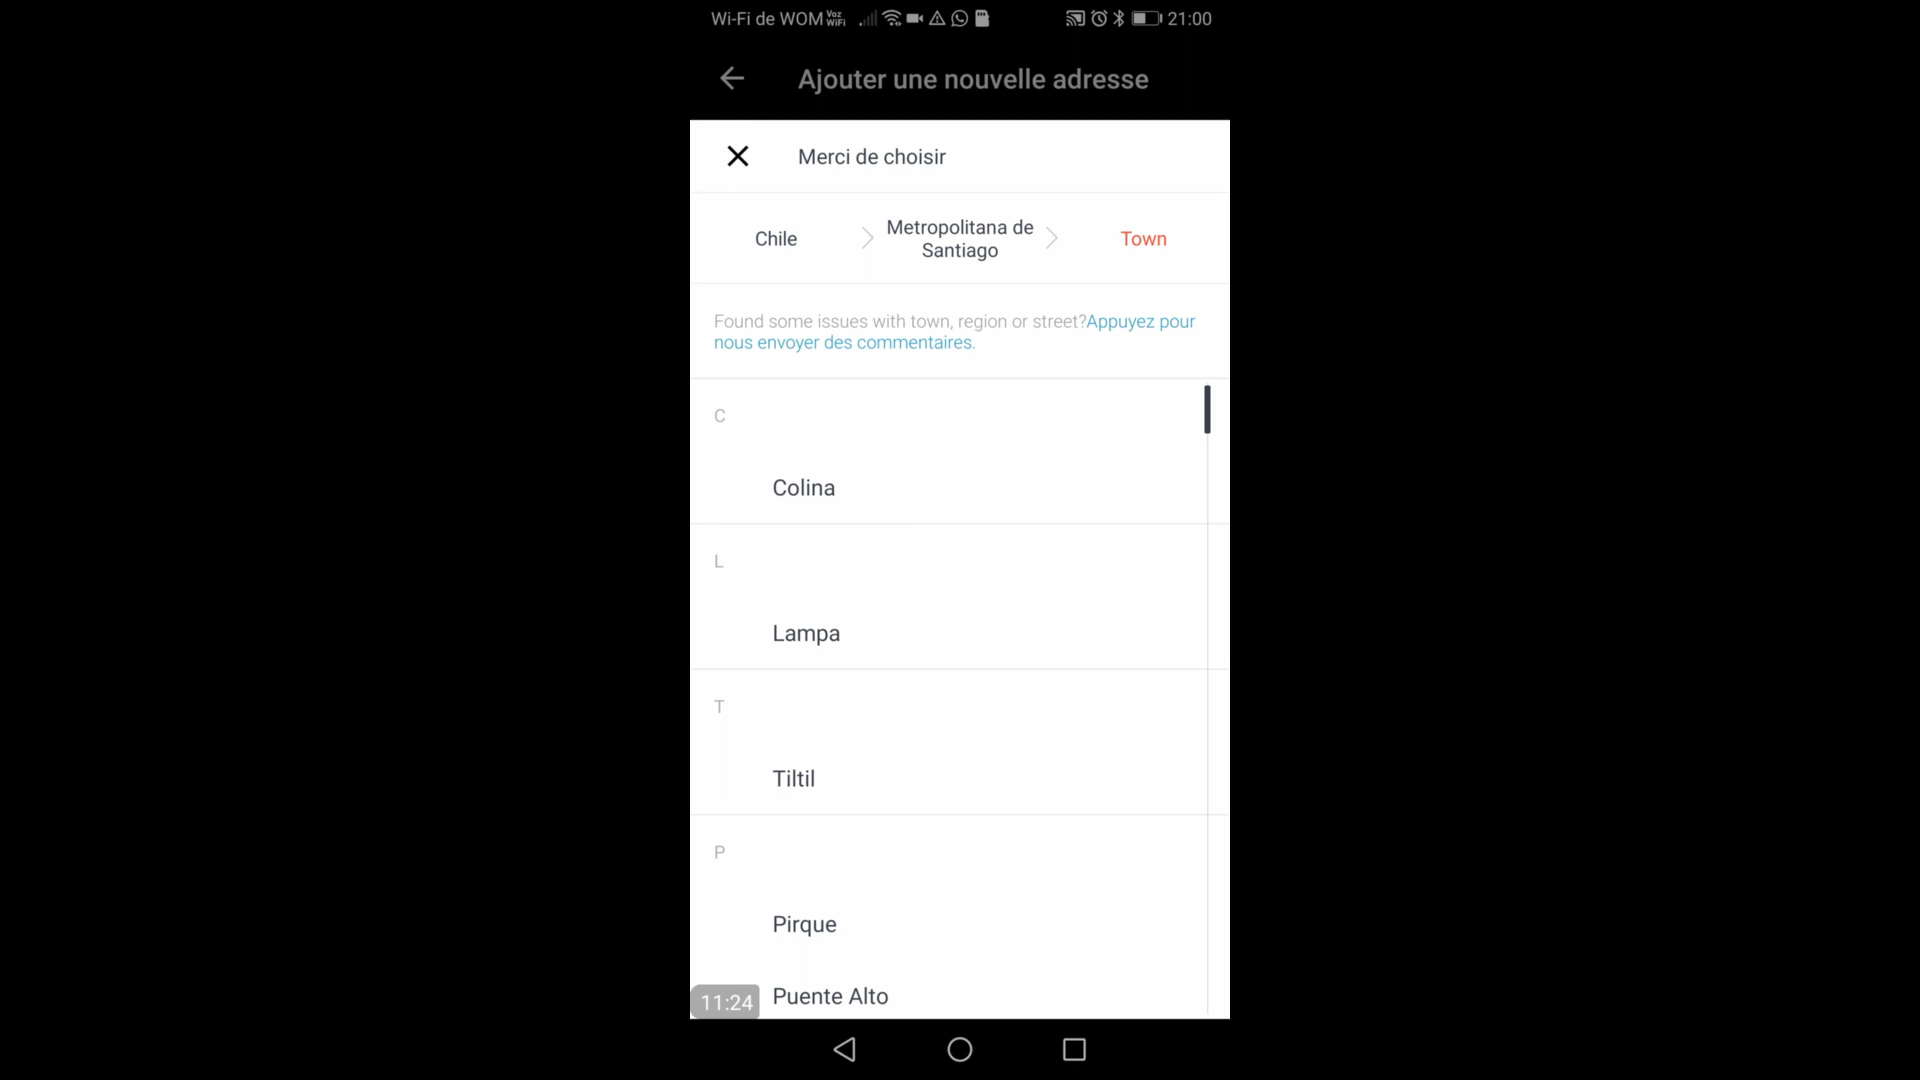 Wi-Fi de WOM Voz WiFi 21:00
Ajouter une nouvelle adresse
Merci de choisir
Chile
Metropolitana de
Santiago
Town
Found some issues with town, region or street?Appuyez pour
nous envoyer des commentaires.
C
Colina
L
Lampa
T
Tiltil
P
Pirque
Puente Alto
11:24